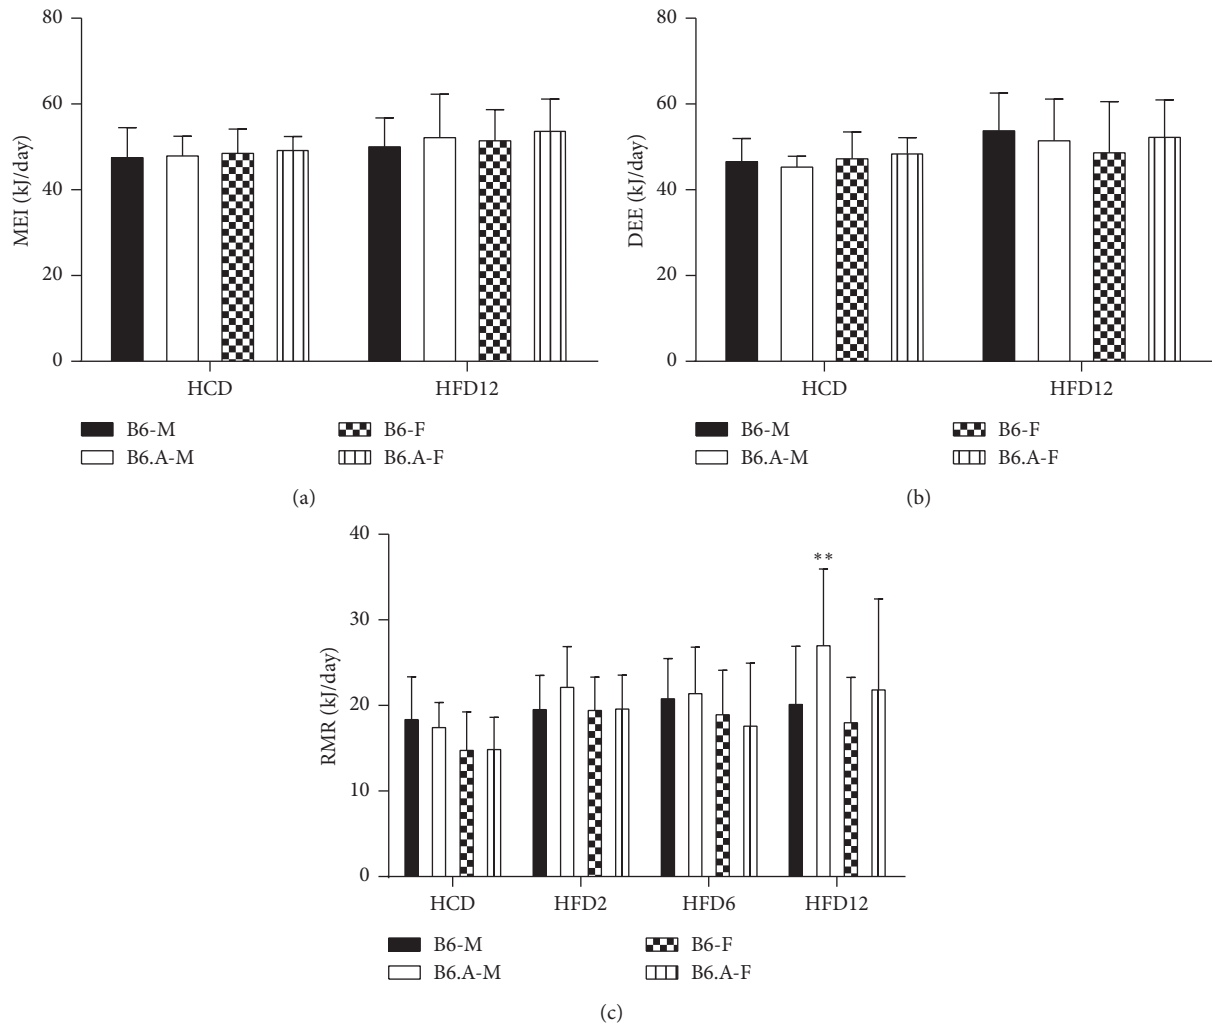 80
60
40
20
0
MEI (kJ/day)
HCD HFD12
B6-M B6-F
B6.A-M B6.A-F
(a)
80
60
40
20
0
DEE (kJ/day)
HCD HFD12
B6-M B6-F
B6.A-M B6.A-F
(b)
40
30
20
10
0
RMR (kJ/day)
**
HCD HFD2 HFD6 HFD12
B6-M B6-F
B6.A-M B6.A-F
(c)